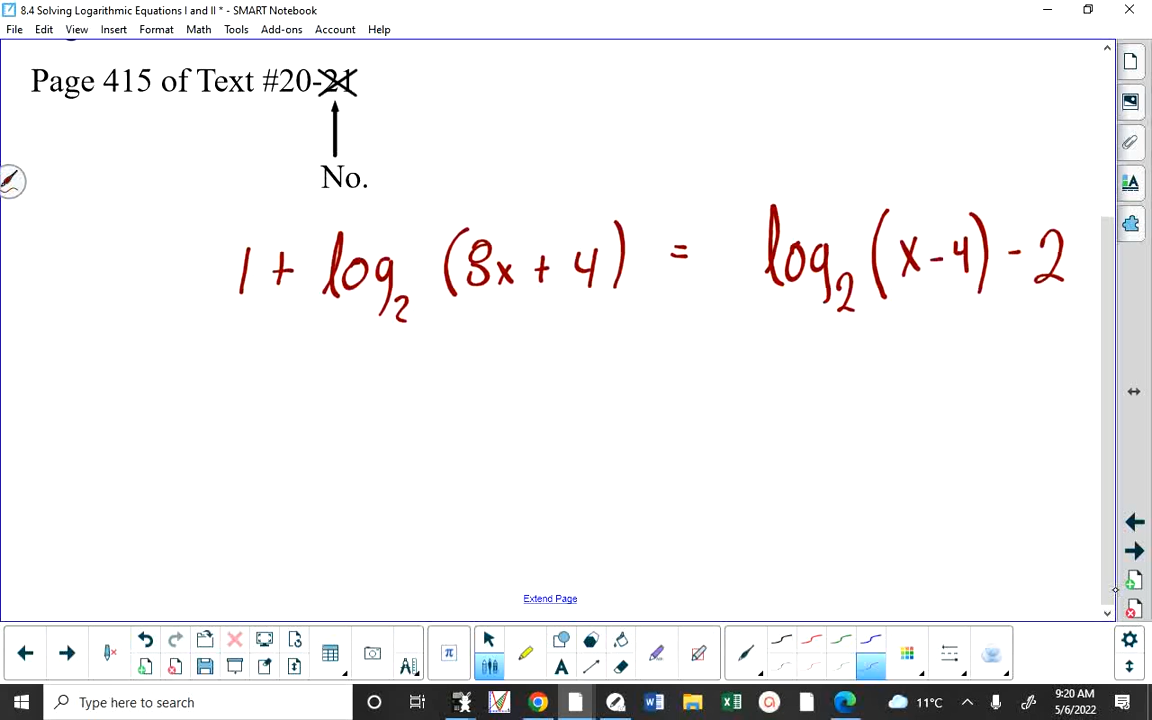 8.4 Solving Logarithmic Equations I and II * - SMART Notebook
File Edit View Insert Format Math Tools Add-ons Account Help
Page 415 of Text #20-21
No.
1 + log₂ (8x + 4) = log₂ (x - 4) - 2
Extend Page
π
A
Type here to search
11°C
9:20 AM
5/6/2022